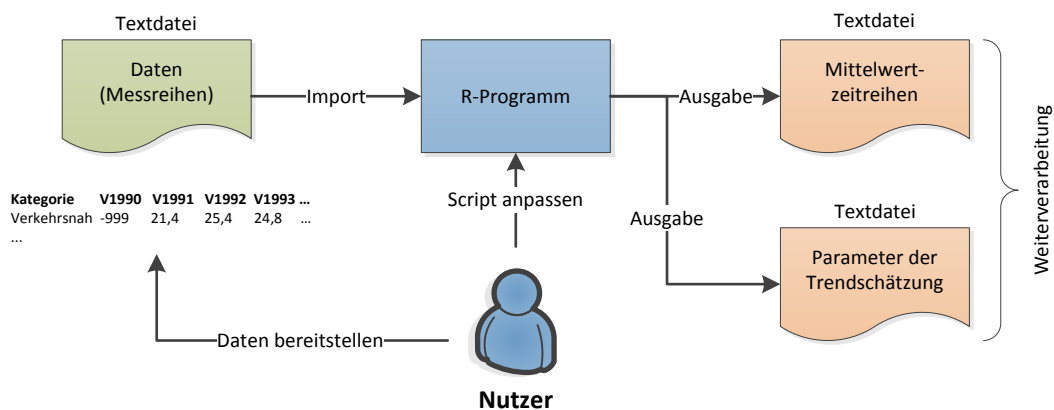 Textdatei
Daten
(Messreihen)
Import
R-Programm
Ausgabe
Textdatei
Mittelwert-
zeitreihen
Kategorie V1990 V1991 V1992 V1993 ...
Verkehrsnah -999 21,4 25,4 24,8 ...
...
Script anpassen
Ausgabe
Textdatei
Parameter der
Trendschätzung
Weiterverarbeitung
Daten bereitstellen
Nutzer